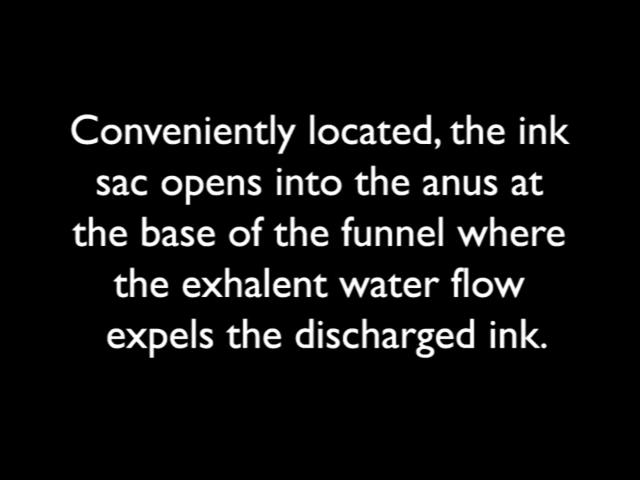 Conveniently located, the ink
sac opens into the anus at
the base of the funnel where
the exhalent water flow
expels the discharged ink.